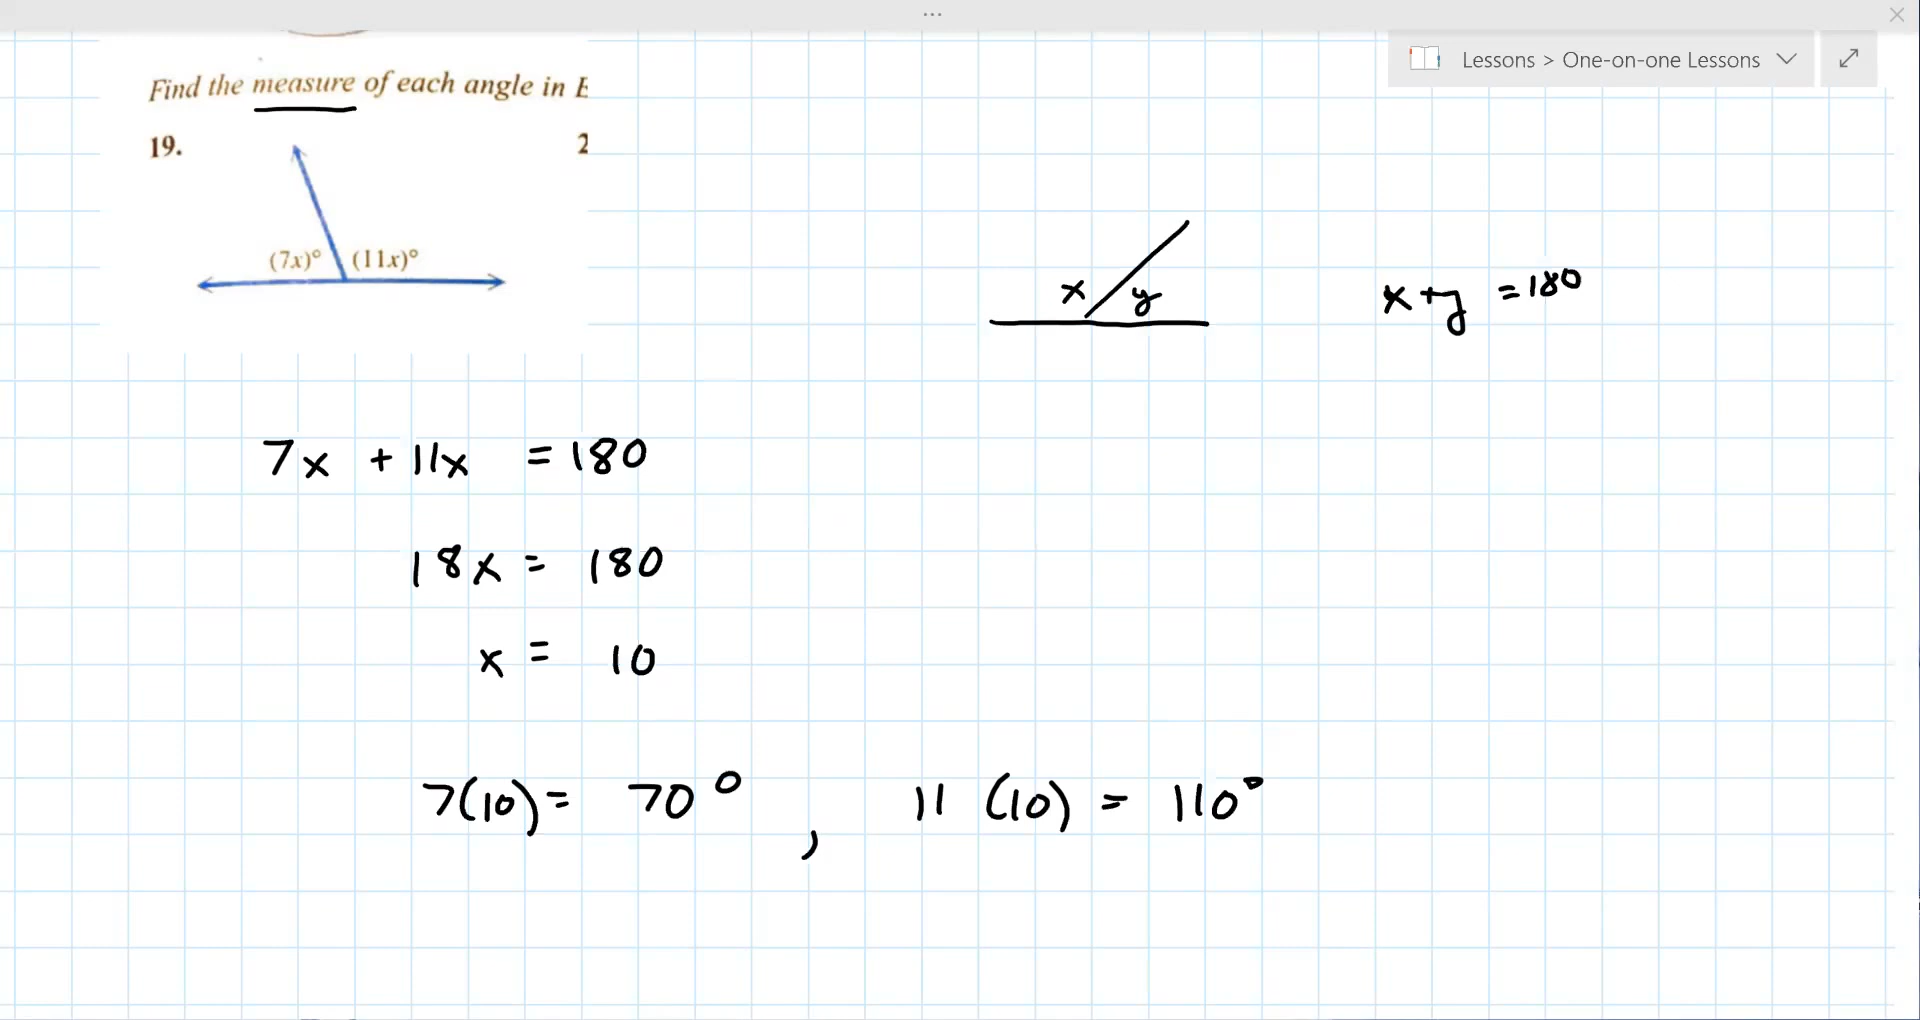 Lessons > One-on-one Lessons
Find the measure of each angle in
19.
2
(7x)° (11x)°
x y
x + y = 180
7x + 11x = 180
18x = 180
x = 10
7(10) = 70°, 11 (10) = 110°